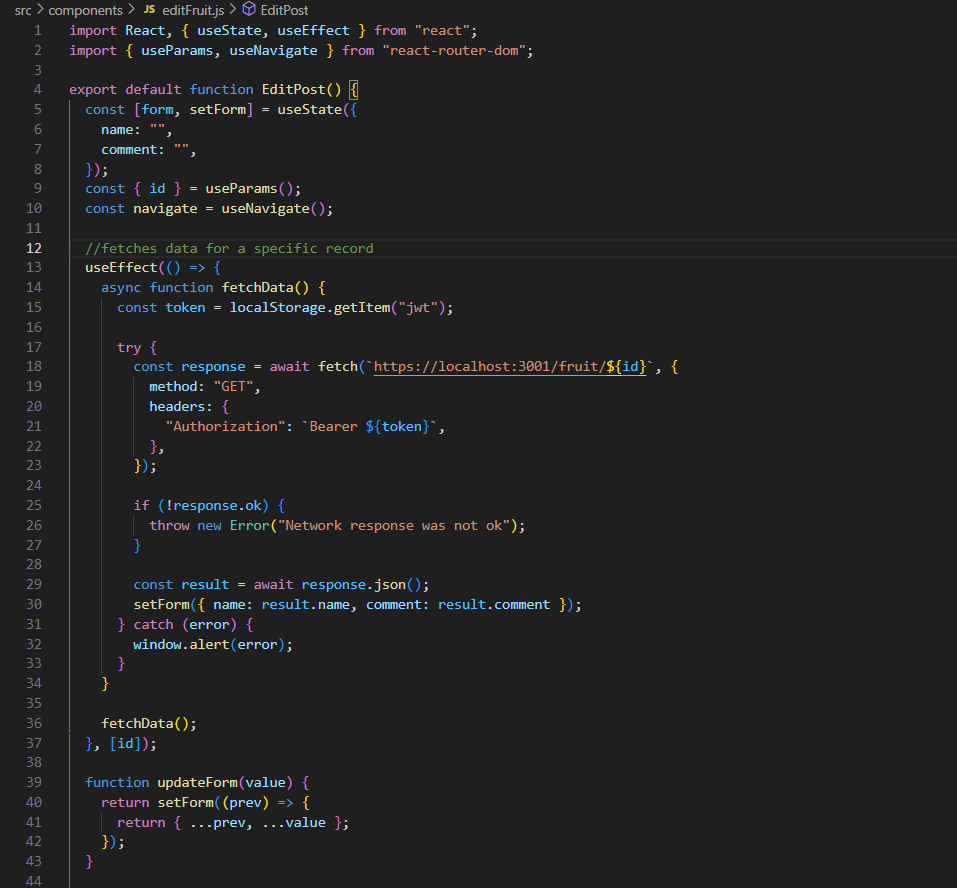 src > components > JS editFruit.js > EditPost
1 import React, { useState, useEffect } from "react";
2 import { useParams, useNavigate } from "react-router-dom";
3
4 export default function EditPost() {
5   const [form, setForm] = useState({
6     name: "",
7     comment: "",
8   });
9   const { id } = useParams();
10   const navigate = useNavigate();
11
12   //fetches data for a specific record
13   useEffect(() => {
14     async function fetchData() {
15       const token = localStorage.getItem("jwt");
16
17       try {
18         const response = await fetch(`https://localhost:3001/fruit/${id}`, {
19           method: "GET",
20           headers: {
21             "Authorization": `Bearer ${token}`,
22           },
23         });
24
25         if (!response.ok) {
26           throw new Error("Network response was not ok");
27         }
28
29         const result = await response.json();
30         setForm({ name: result.name, comment: result.comment });
31       } catch (error) {
32         window.alert(error);
33       }
34     }
35
36     fetchData();
37   }, [id]);
38
39   function updateForm(value) {
40     return setForm((prev) => {
41       return { ...prev, ...value };
42     });
43   }
44